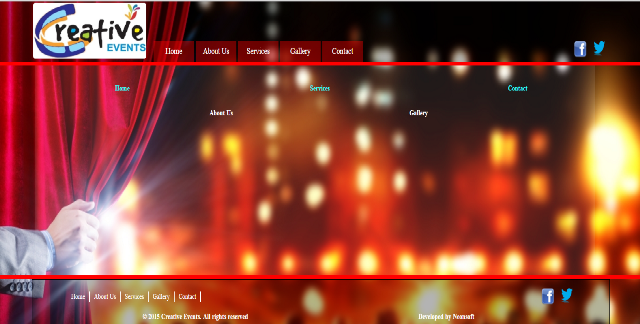 Creative
EVENTS
Home About Us Services Gallery Contact
Home Services Contact
About Us Gallery
Home About Us Services Gallery Contact
© 2015 Creative Events. All rights reserved Developed by Neonsoft